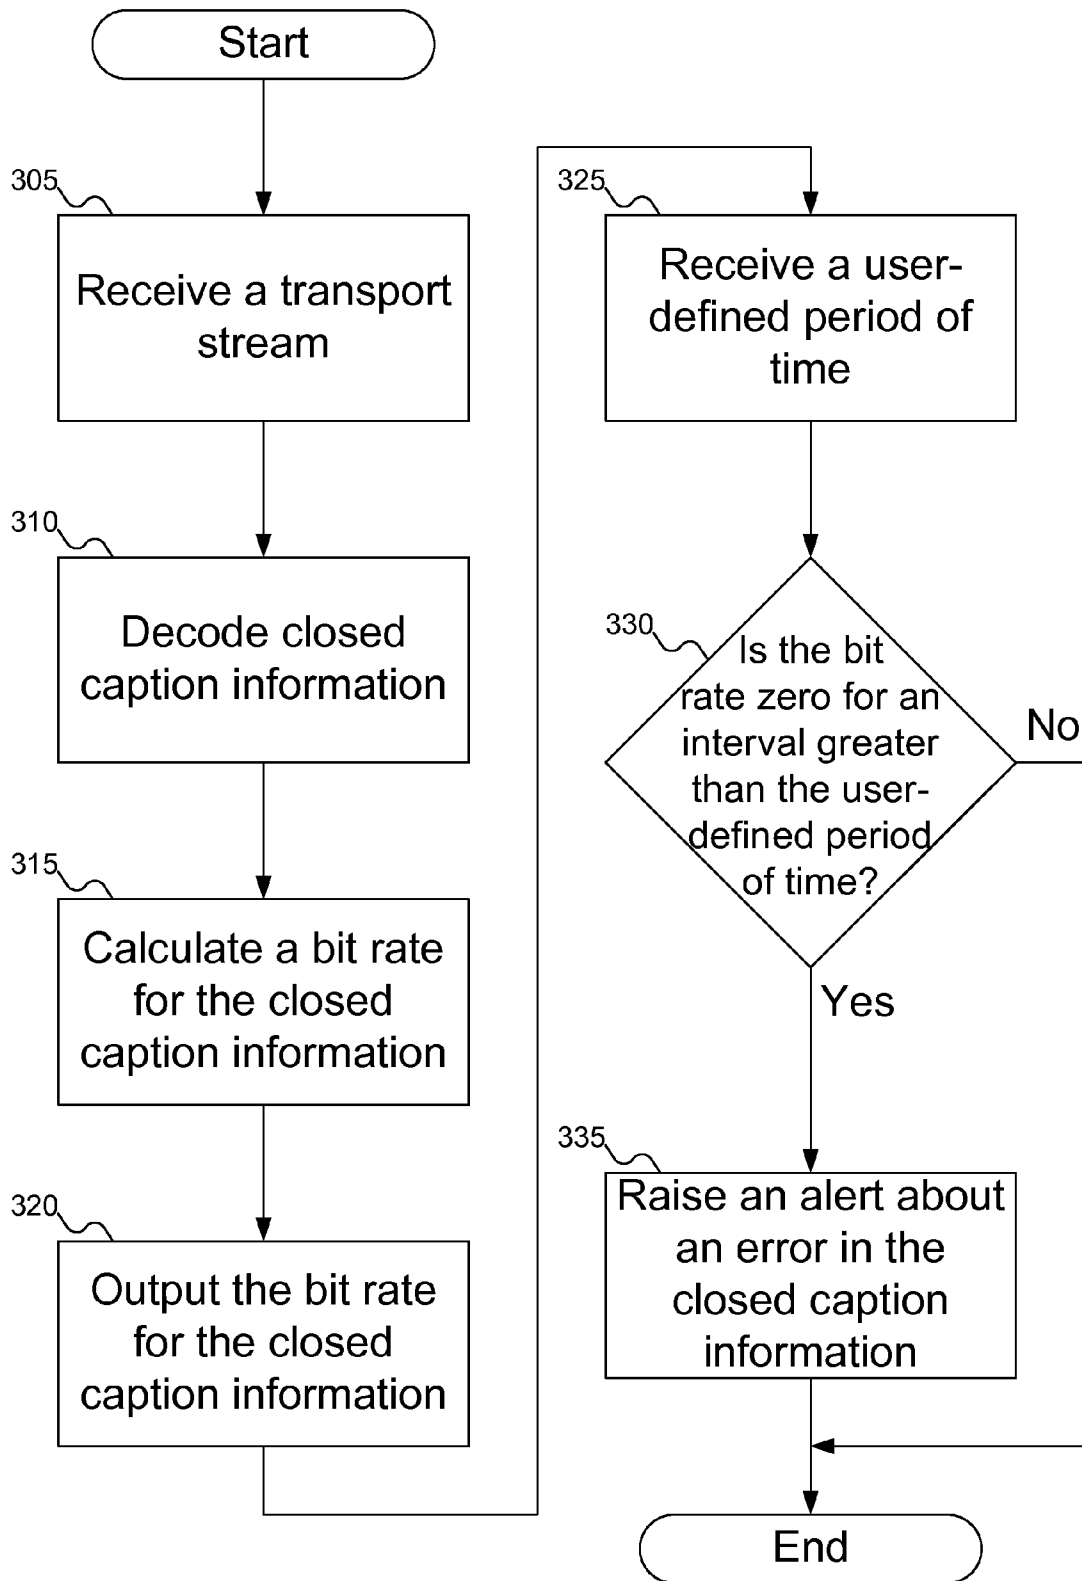 Start
305
Receive a transport
stream
310
Decode closed
caption information
315
Calculate a bit rate
for the closed
caption information
320
Output the bit rate
for the closed
caption information
325
Receive a user-
defined period of
time
330
Is the bit
rate zero for an
interval greater
than the user-
defined period
of time?
No
Yes
335
Raise an alert about
an error in the
closed caption
information
End